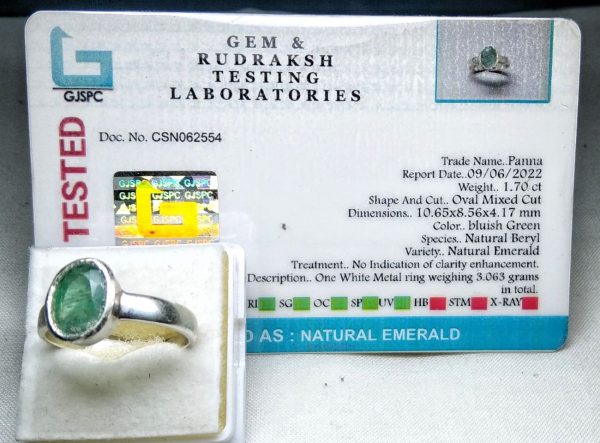 GJSPC
GEM &
RUDRAKSH
TESTING
LABORATORIES
TESTED
Doc. No. CSN062554
GJSPC GJSPC
Trade Name..Panna
Report Date..09/06/2022
Weight.. 1.70 ct
Shape And Cut.. Oval Mixed Cut
Dimensions.. 10.65x8.56x4.17 mm
Color.. bluish Green
Species.. Natural Beryl
Variety.. Natural Emerald
Treatment.. No Indication of clarity enhancement.
Description.. One White Metal ring weighing 3.063 grams
in total.
RI SG OC SP UV HB STM X-RAY
D AS : NATURAL EMERALD